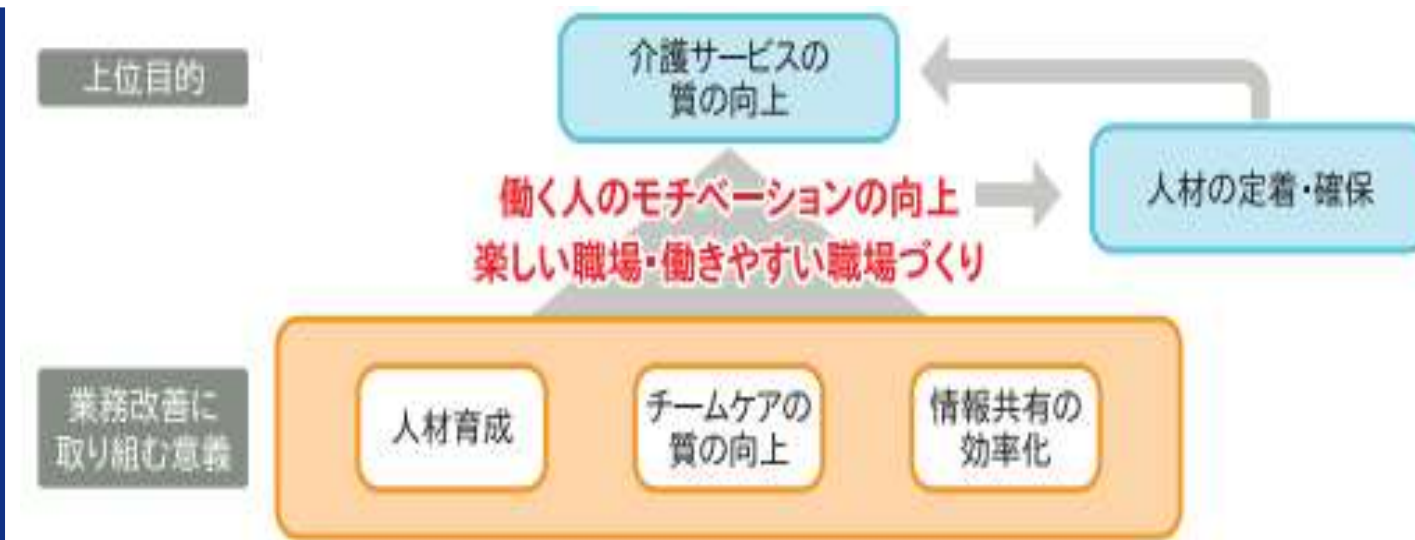 上位目的
介護サービスの
質の向上
働く人のモチベーションの向上
人材の定着・確保
楽しい職場・働きやすい職場づくり
業務改善に
取り組む意義
人材育成
チームケアの
質の向上
情報共有の
効率化